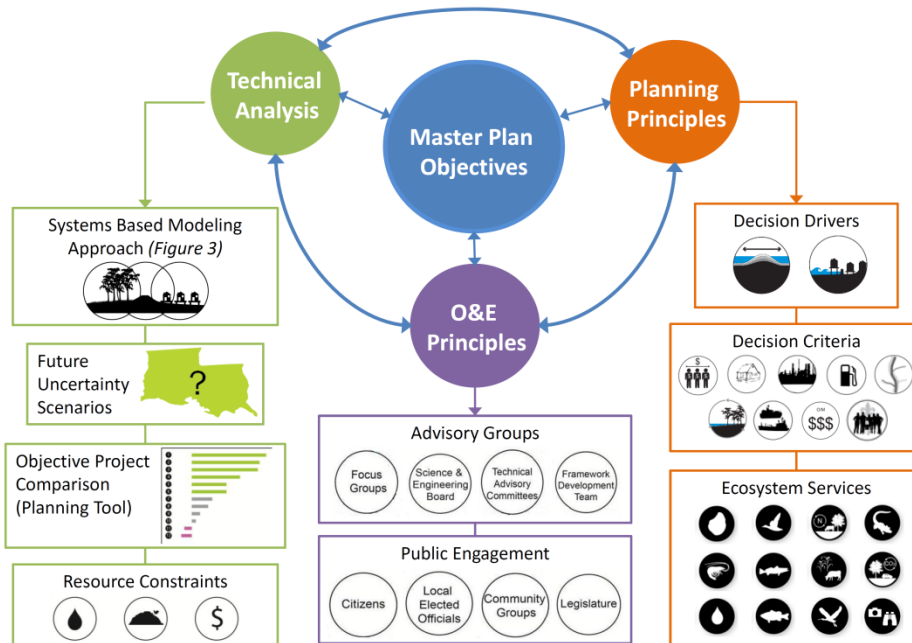 Technical
Analysis
Master Plan
Objectives
Planning
Principles
O&E
Principles
Systems Based Modeling
Approach (Figure 3)
Future
Uncertainty
Scenarios
?
Objective Project
Comparison
(Planning Tool)
Resource Constraints
$
Advisory Groups
Focus
Groups
Science &
Engineering
Board
Technical
Advisory
Committees
Framework
Development
Team
Public Engagement
Citizens
Local
Elected
Officials
Community
Groups
Legislature
Decision Drivers
Decision Criteria
$
O/M
$$$
Ecosystem Services
N
CO₂